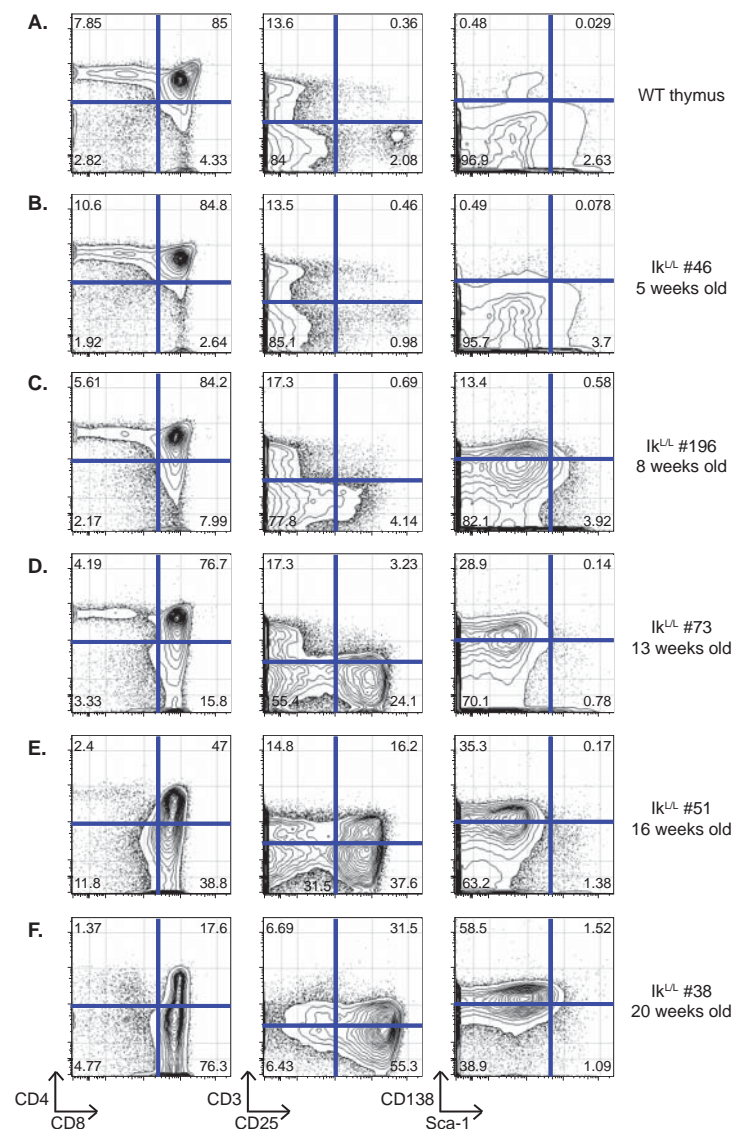 A.
7.85 85
2.82 4.33
13.6 0.36
84 2.08
0.48 0.029
96.9 2.63
WT thymus
B.
10.6 84.8
1.92 2.64
13.5 0.46
85.1 0.98
0.49 0.078
95.7 3.7
Ik^L/L #46
5 weeks old
C.
5.61 84.2
2.17 7.99
17.3 0.69
77.8 4.14
13.4 0.58
82.1 3.92
Ik^L/L #196
8 weeks old
D.
4.19 76.7
3.33 15.8
17.3 3.23
55.4 24.1
28.9 0.14
70.1 0.78
Ik^L/L #73
13 weeks old
E.
2.4 47
11.8 38.8
14.8 16.2
31.5 37.6
35.3 0.17
63.2 1.38
Ik^L/L #51
16 weeks old
F.
1.37 17.6
4.77 76.3
6.69 31.5
6.43 55.3
58.5 1.52
38.9 1.09
Ik^L/L #38
20 weeks old
CD4
CD8
CD3
CD25
CD138
Sca-1